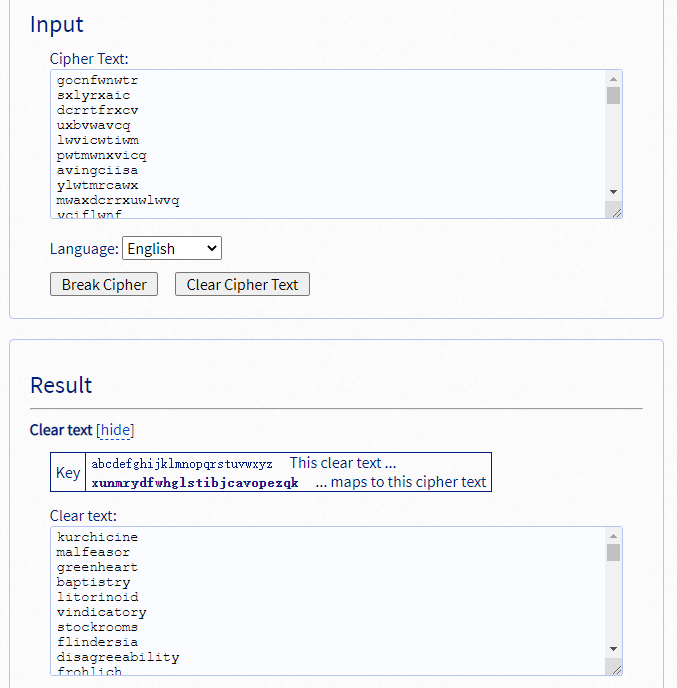 Input
Cipher Text:
gocnfwnwtr
sxlyrxaic
dcrrtfrxcv
uxbvwavcq
lwvicwtiwm
pwtmwnxvicq
avingciisa
ylwtmrcawx
mwaxdcrrxuwlwvq
yciflwnf
Language: English
Break Cipher Clear Cipher Text
Result
Clear text [hide]
Key abcdefghijklmnopqrstuvwxyz This clear text ...
xunmrydfwhglstibjcavopezqk ... maps to this cipher text
Clear text:
kurchicine
malfeasor
greenheart
baptistry
litorinoid
vindicatory
stockrooms
flindersia
disagreeability
frohlich